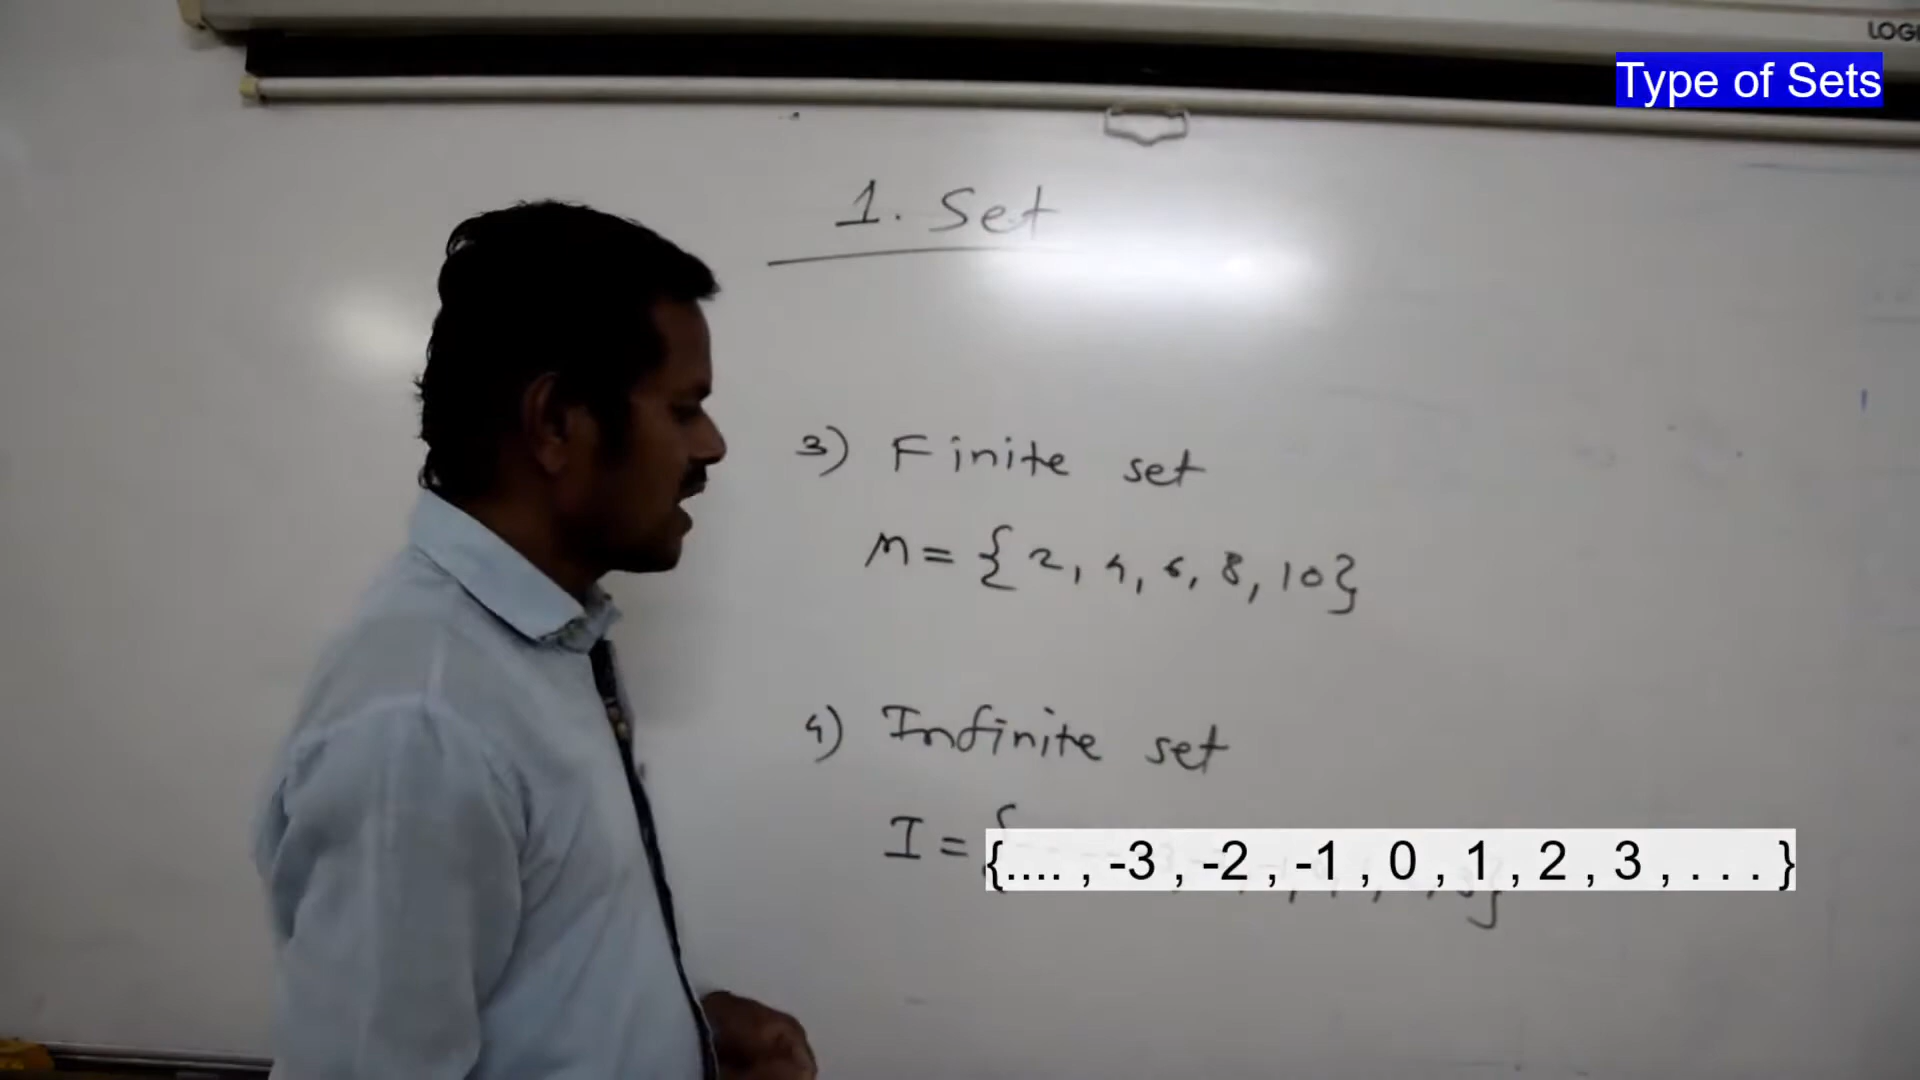 LOGI
Type of Sets
1. Set
3) Finite set
M = { 2, 4, 6, 8, 10}
4) Infinite set
I = {.... , -3 , -2 , -1 , 0 , 1 , 2 , 3 , . . . }